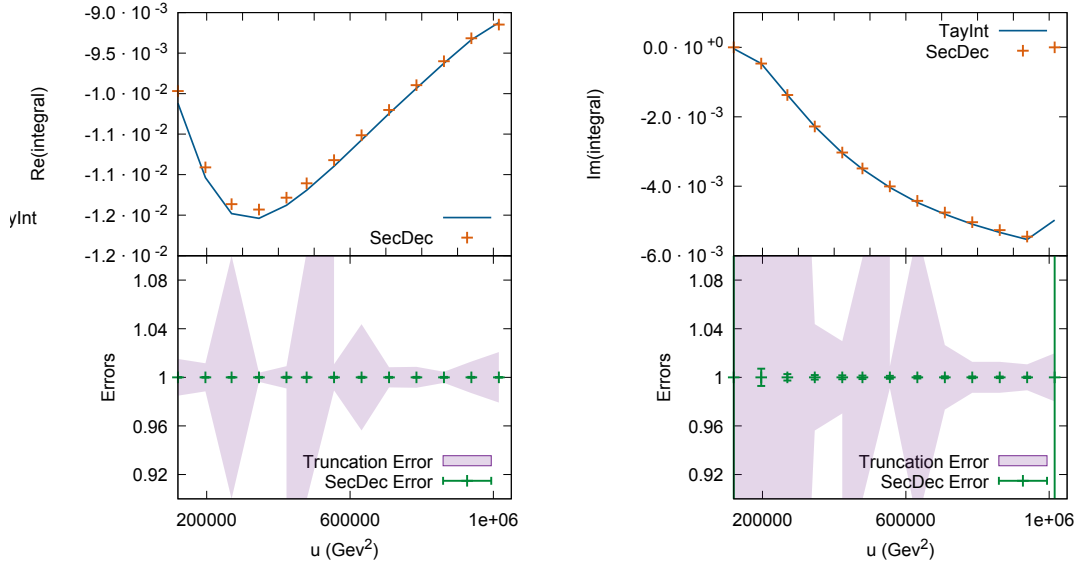 -9.0 · 10-3
-9.5 · 10-3
-1.0 · 10-2
-1.1 · 10-2
-1.1 · 10-2
-1.2 · 10-2
-1.2 · 10-2
Re(integral)
yInt
SecDec
1.08
1.04
1
0.96
0.92
Errors
Truncation Error
SecDec Error
200000 600000 1e+06
u (Gev²)
0.0 · 10+0
-2.0 · 10-3
-4.0 · 10-3
-6.0 · 10-3
Im(integral)
TayInt
SecDec
1.08
1.04
1
0.96
0.92
Errors
Truncation Error
SecDec Error
200000 600000 1e+06
u (Gev²)